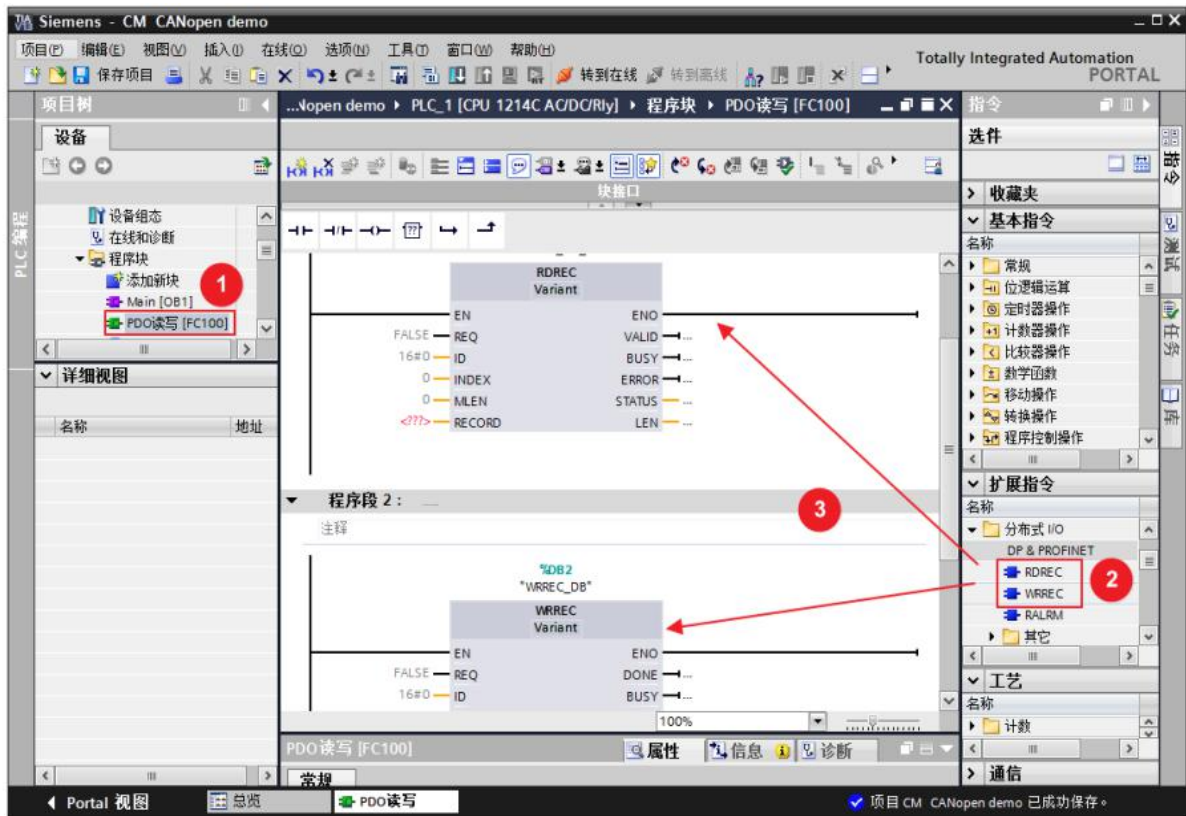 Siemens - CM CANopen demo
项目(P) 编辑(E) 视图(V) 插入(I) 在线(O) 选项(N) 工具(T) 窗口(W) 帮助(H)
Totally Integrated Automation
PORTAL
保存项目
转到在线 转到离线
项目树
...Nopen demo ▸ PLC_1 [CPU 1214C AC/DC/Rly] ▸ 程序块 ▸ PDO读写 [FC100]
指令
设备
选件
块接口
收藏夹
基本指令
名称
常规
位逻辑运算
定时器操作
计数器操作
比较器操作
数学函数
移动操作
转换操作
程序控制操作
扩展指令
名称
分布式 I/O
DP & PROFINET
RDREC
WRREC
RALRM
其它
2
工艺
名称
计数
通信
指令
测试
任务
库
PLC 编程
设备组态
在线和诊断
程序块
添加新块
Main [OB1]
PDO读写 [FC100]
1
详细视图
名称 地址
RDREC
Variant
EN ENO
FALSE REQ VALID ...
16#0 ID BUSY ...
0 INDEX ERROR ...
0 MLEN STATUS ...
<???> RECORD LEN ...
程序段 2： ....
注释
3
%DB2
"WRREC_DB"
WRREC
Variant
EN ENO
FALSE REQ DONE ...
16#0 ID BUSY ...
100%
PDO读写 [FC100]
属性 信息 诊断
常规
Portal 视图 总览 PDO读写
项目 CM CANopen demo 已成功保存。